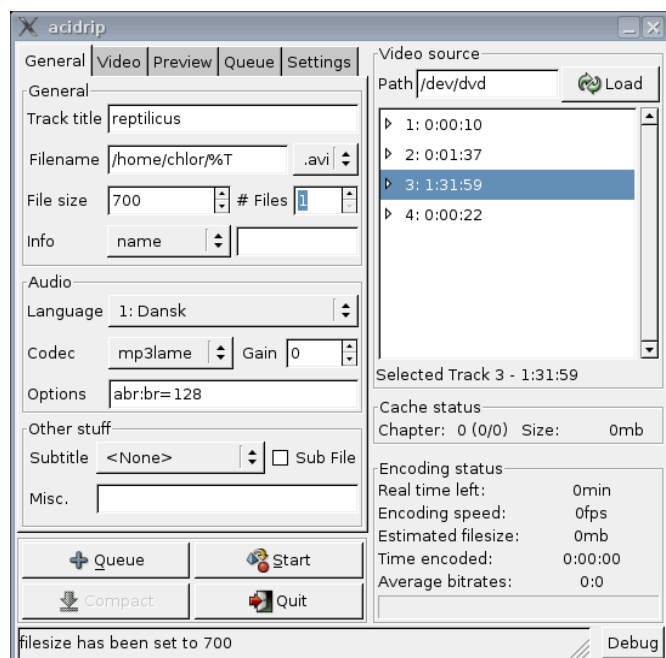 acidrip
General Video Preview Queue Settings
General
Track title reptilicus
Filename /home/chlor/%T .avi
File size 700 # Files 1
Info name
Audio
Language 1: Dansk
Codec mp3lame Gain 0
Options abr:br=128
Other stuff
Subtitle <None> Sub File
Misc.
Queue Start
Compact Quit
Video source
Path /dev/dvd Load
1: 0:00:10
2: 0:01:37
3: 1:31:59
4: 0:00:22
Selected Track 3 - 1:31:59
Cache status
Chapter: 0 (0/0) Size: 0mb
Encoding status
Real time left: 0min
Encoding speed: 0fps
Estimated filesize: 0mb
Time encoded: 0:00:00
Average bitrates: 0:0
filesize has been set to 700 Debug